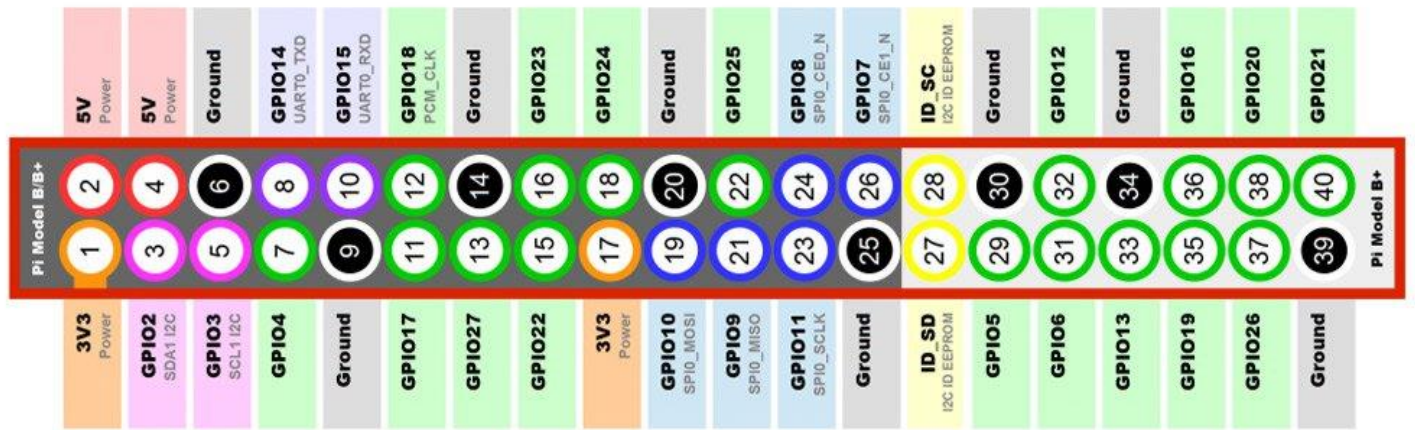 5V
Power
5V
Power
Ground
GPIO14
UART0_TXD
GPIO15
UART0_RXD
GPIO18
PCM_CLK
Ground
GPIO23
GPIO24
Ground
GPIO25
GPIO8
SPI0_CE0_N
GPIO7
SPI0_CE1_N
ID_SC
I2C ID EEPROM
Ground
GPIO12
Ground
GPIO16
GPIO20
GPIO21
Pi Model B/B+
2 4 6 8 10 12 14 16 18 20 22 24 26 28 30 32 34 36 38 40
1 3 5 7 9 11 13 15 17 19 21 23 25 27 29 31 33 35 37 39
Pi Model B+
3V3
Power
GPIO2
SDA1 I2C
GPIO3
SCL1 I2C
GPIO4
Ground
GPIO17
GPIO27
GPIO22
3V3
Power
GPIO10
SPI0_MOSI
GPIO9
SPI0_MISO
GPIO11
SPI0_SCLK
Ground
ID_SD
I2C ID EEPROM
GPIO5
GPIO6
GPIO13
GPIO19
GPIO26
Ground